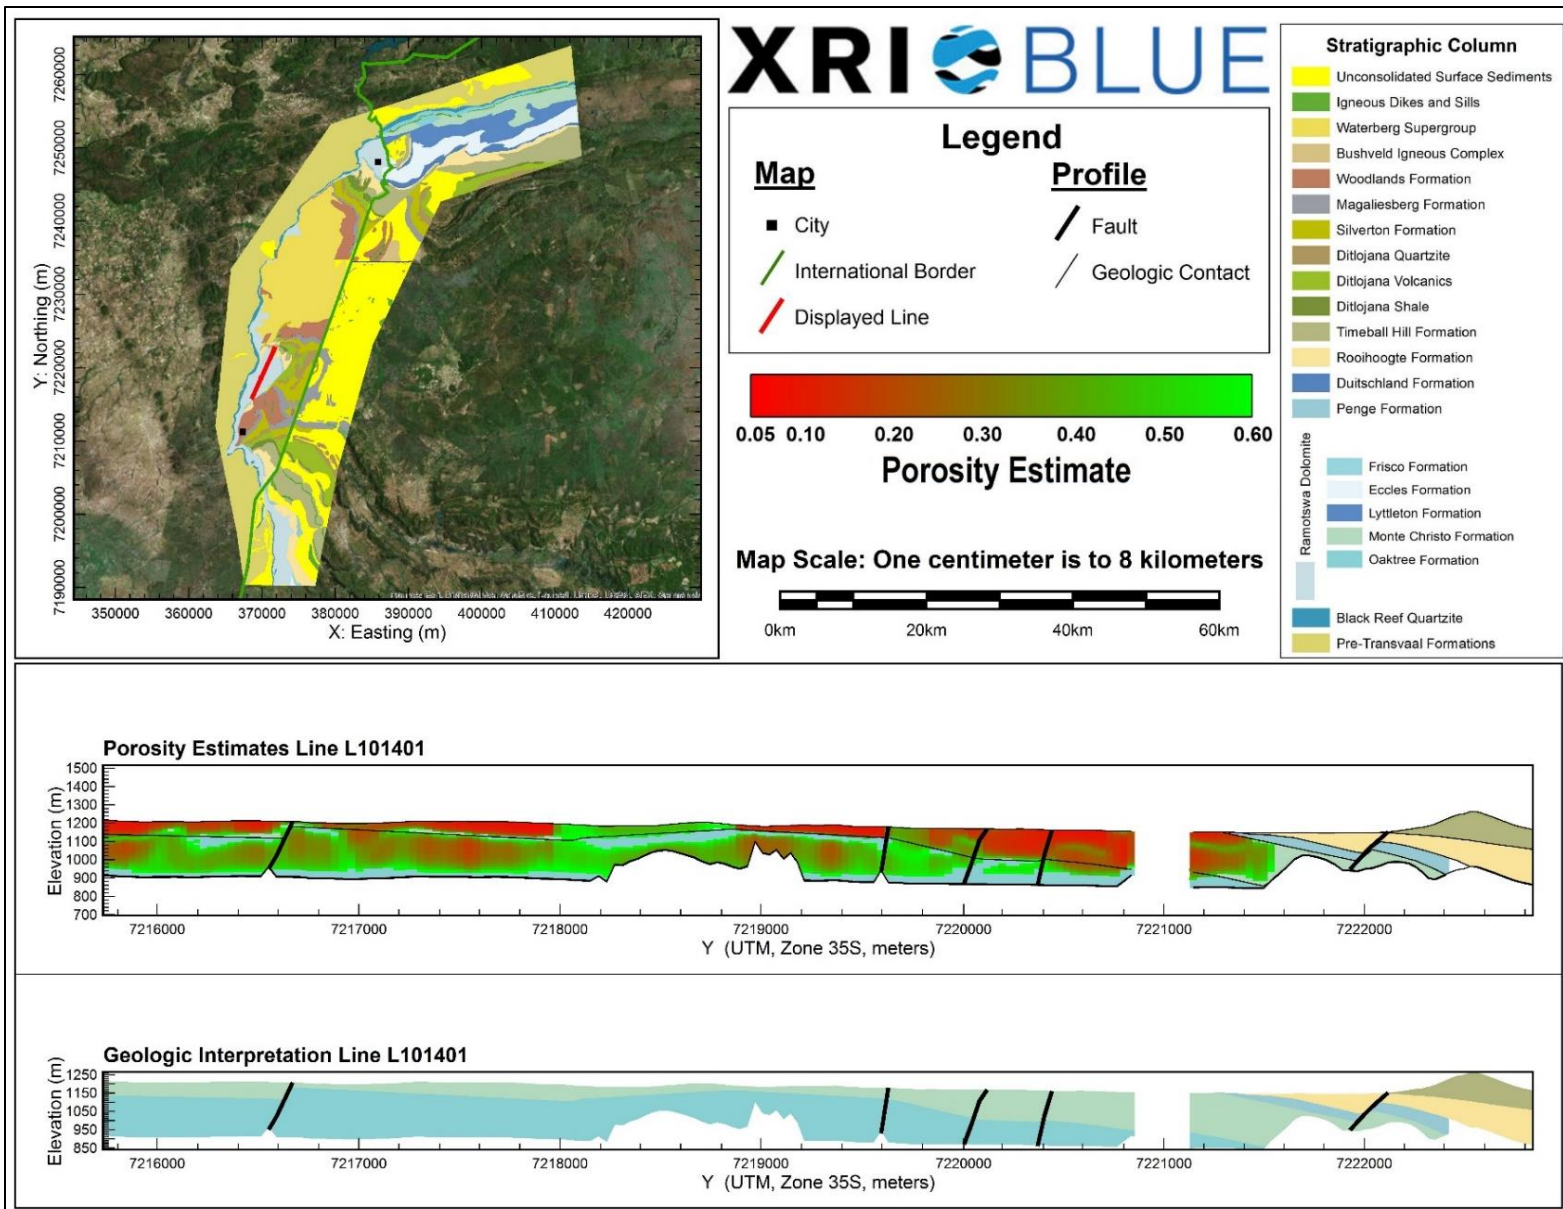 XRI BLUE
Legend
Map
City
International Border
Displayed Line
Profile
Fault
Geologic Contact
0.05 0.10 0.20 0.30 0.40 0.50 0.60
Porosity Estimate
Map Scale: One centimeter is to 8 kilometers
0km 20km 40km 60km
Stratigraphic Column
Unconsolidated Surface Sediments
Igneous Dikes and Sills
Waterberg Supergroup
Bushveld Igneous Complex
Woodlands Formation
Magaliesberg Formation
Silverton Formation
Ditlojana Quartzite
Ditlojana Volcanics
Ditlojana Shale
Timeball Hill Formation
Rooihoogte Formation
Duitschland Formation
Penge Formation
Ramotswa Dolomite
Frisco Formation
Eccles Formation
Lyttleton Formation
Monte Christo Formation
Oaktree Formation
Black Reef Quartzite
Pre-Transvaal Formations
Y: Northing (m)
7260000
7250000
7240000
7230000
7220000
7210000
7200000
7190000
350000 360000 370000 380000 390000 400000 410000 420000
X: Easting (m)
Porosity Estimates Line L101401
Elevation (m)
1500
1400
1300
1200
1100
1000
900
800
700
7216000 7217000 7218000 7219000 7220000 7221000 7222000
Y (UTM, Zone 35S, meters)
Geologic Interpretation Line L101401
Elevation (m)
1250
1150
1050
950
850
7216000 7217000 7218000 7219000 7220000 7221000 7222000
Y (UTM, Zone 35S, meters)